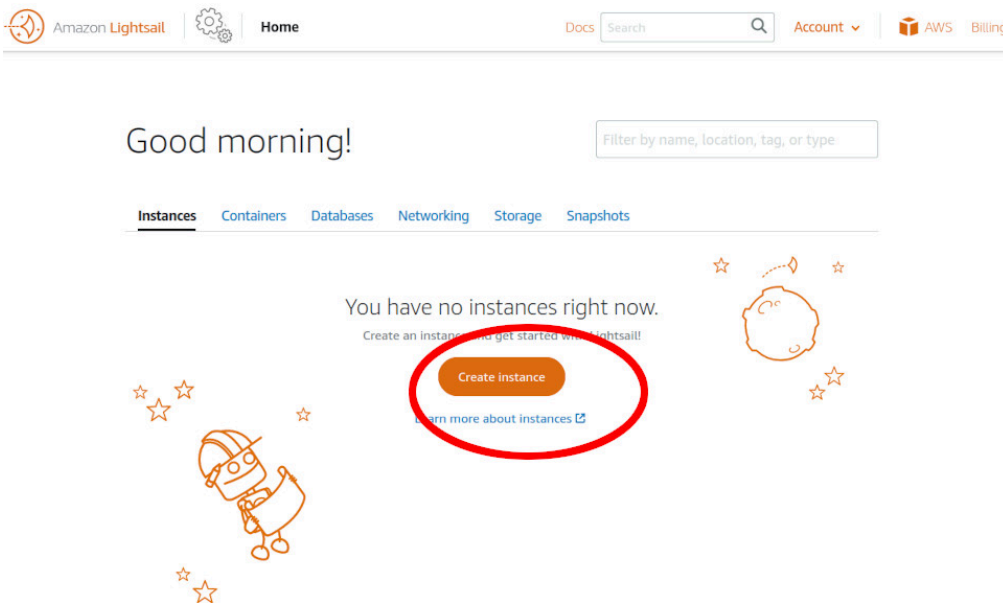 Amazon Lightsail Home Docs Search Account AWS Billing
Good morning!
Filter by name, location, tag, or type
Instances Containers Databases Networking Storage Snapshots
You have no instances right now.
Create an instance and get started with Lightsail!
Create instance
Learn more about instances